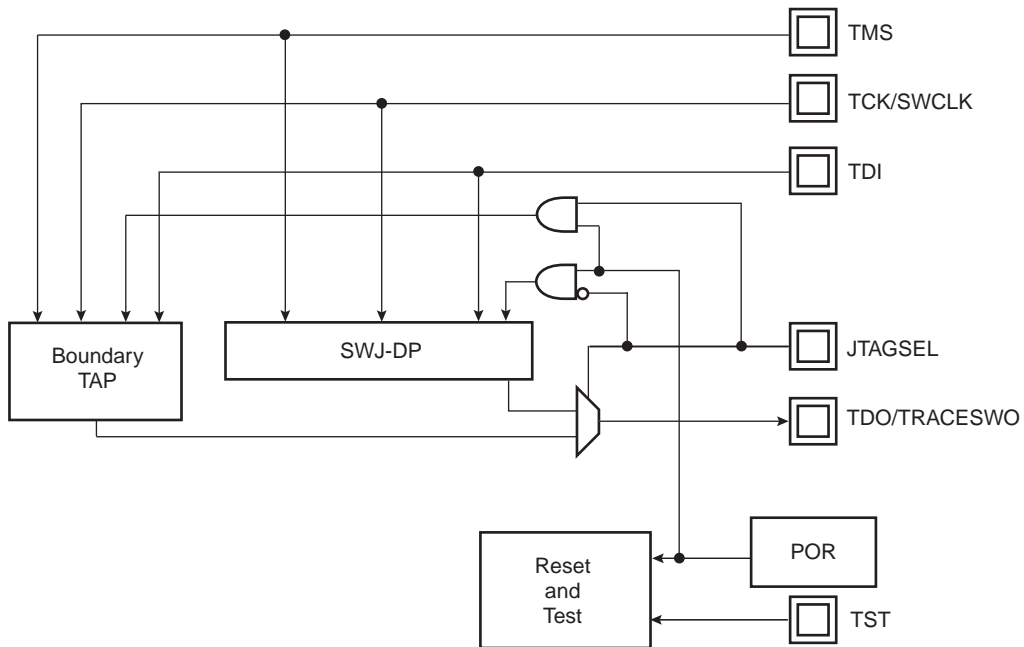 TMS
TCK/SWCLK
TDI
Boundary
TAP
SWJ-DP
JTAGSEL
TDO/TRACESWO
Reset
and
Test
POR
TST